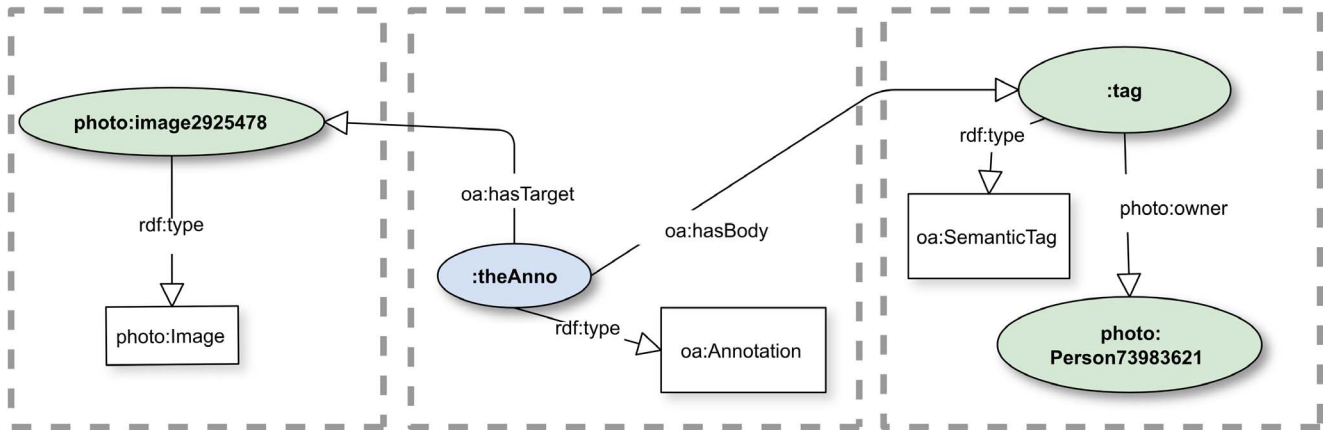 photo:image2925478
rdf:type
photo:Image
oa:hasTarget
:theAnno
rdf:type
oa:Annotation
oa:hasBody
:tag
rdf:type
oa:SemanticTag
photo:owner
photo:
Person73983621